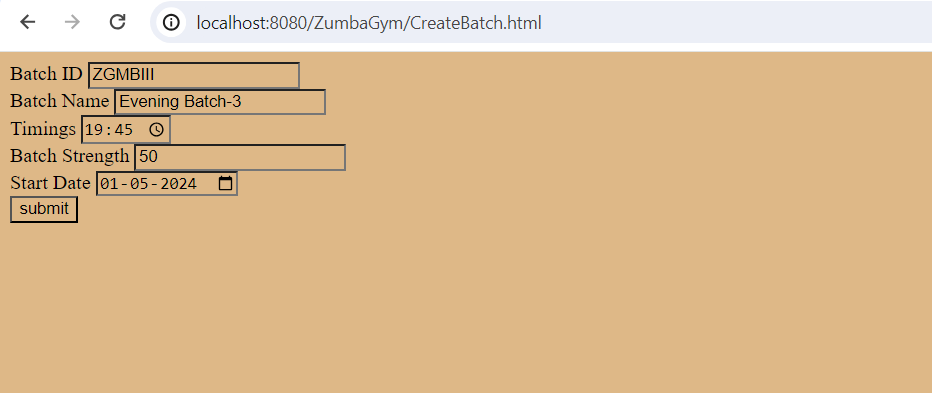 localhost:8080/ZumbaGym/CreateBatch.html
Batch ID ZGMBIII
Batch Name Evening Batch-3
Timings 19:45
Batch Strength 50
Start Date 01-05-2024
submit